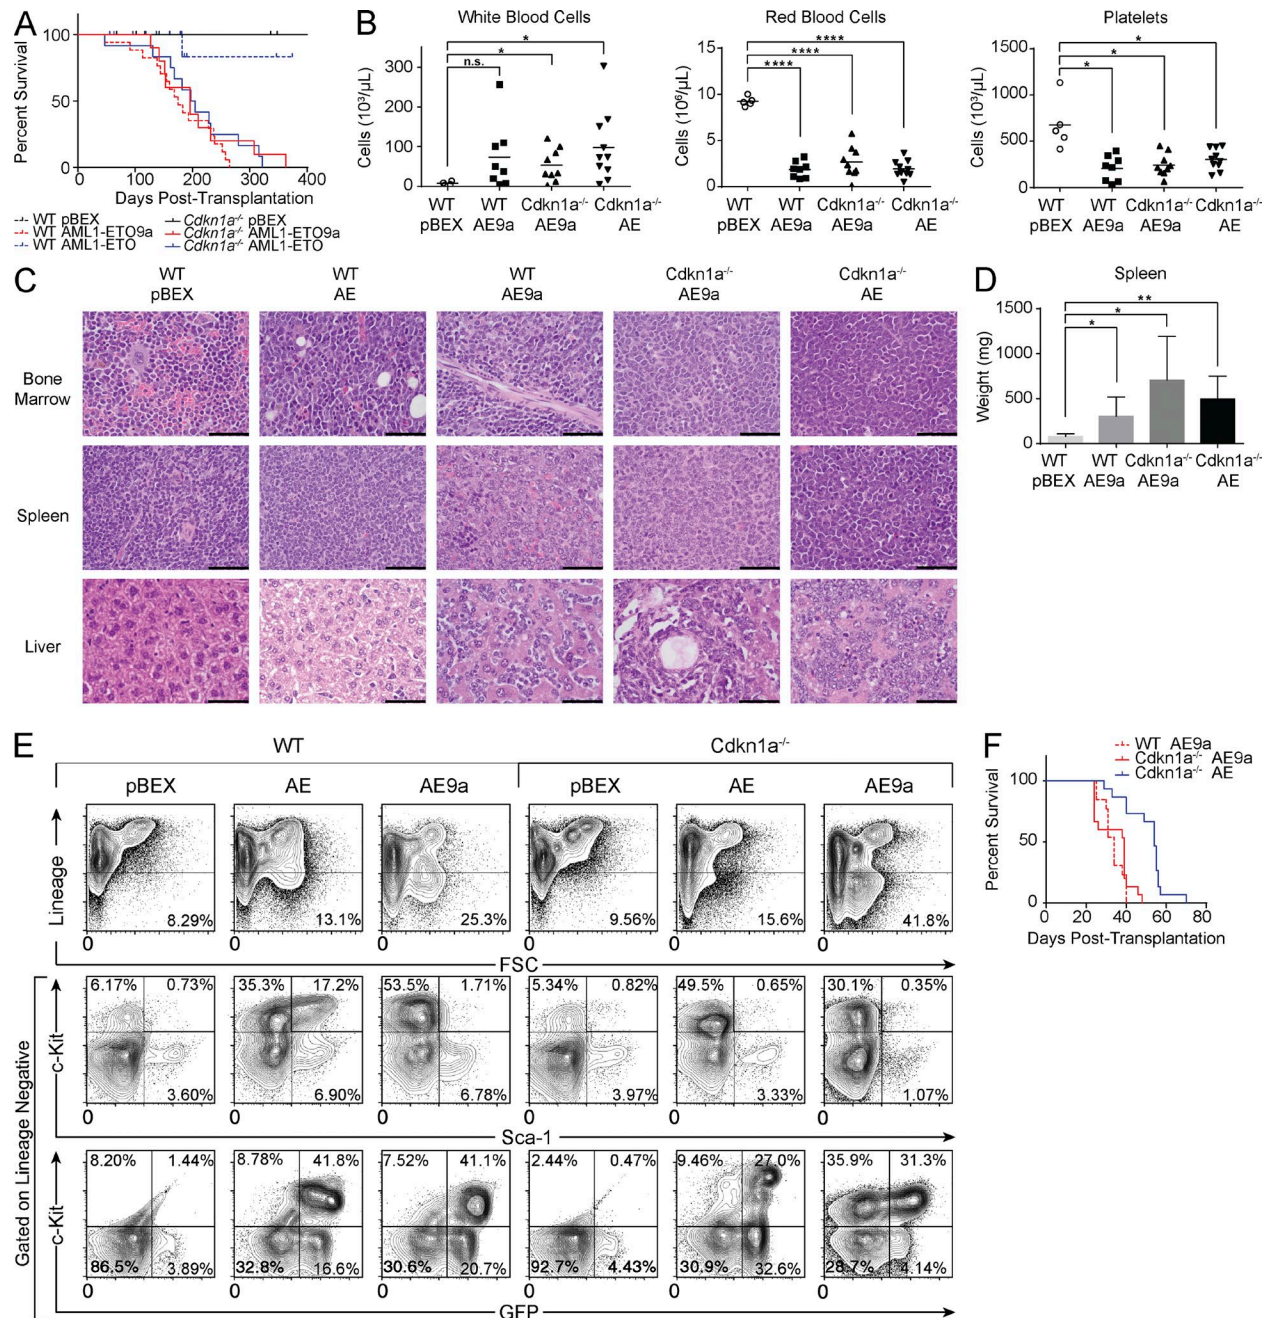 A
Percent Survival
100
50
0
0 100 200 300 400
Days Post-Transplantation
WT pBEX
WT AML1-ETO9a
WT AML1-ETO
Cdkn1a-/- pBEX
Cdkn1a-/- AML1-ETO9a
Cdkn1a-/- AML1-ETO
B
White Blood Cells
Cells (10³/µL)
300
200
100
0
*
*
n.s.
WT pBEX
WT AE9a
Cdkn1a-/- AE9a
Cdkn1a-/- AE
Red Blood Cells
Cells (10⁶/µL)
15
10
5
0
****
****
****
WT pBEX
WT AE9a
Cdkn1a-/- AE9a
Cdkn1a-/- AE
Platelets
Cells (10³/µL)
1500
1000
500
0
*
*
*
WT pBEX
WT AE9a
Cdkn1a-/- AE9a
Cdkn1a-/- AE
C
WT pBEX
WT AE
WT AE9a
Cdkn1a-/- AE9a
Cdkn1a-/- AE
Bone Marrow
Spleen
Liver
D
Spleen
Weight (mg)
1500
1000
500
0
**
*
*
WT pBEX
WT AE9a
Cdkn1a-/- AE9a
Cdkn1a-/- AE
E
WT
Cdkn1a-/-
pBEX AE AE9a pBEX AE AE9a
Lineage
8.29% 13.1% 25.3% 9.56% 15.6% 41.8%
0 0 0 0 0 0
FSC
Gated on Lineage Negative
c-Kit
6.17% 0.73% 35.3% 17.2% 53.5% 1.71% 5.34% 0.82% 49.5% 0.65% 30.1% 0.35%
3.60% 6.90% 6.78% 3.97% 3.33% 1.07%
0 0 0 0 0 0
Sca-1
c-Kit
8.20% 1.44% 8.78% 41.8% 7.52% 41.1% 2.44% 0.47% 9.46% 27.0% 35.9% 31.3%
86.5% 3.89% 32.8% 16.6% 30.6% 20.7% 92.7% 4.43% 30.9% 32.6% 28.7% 4.14%
0 0 0 0 0 0
GFP
F
WT AE9a
Cdkn1a-/- AE9a
Cdkn1a-/- AE
Percent Survival
100
50
0
0 20 40 60 80
Days Post-Transplantation